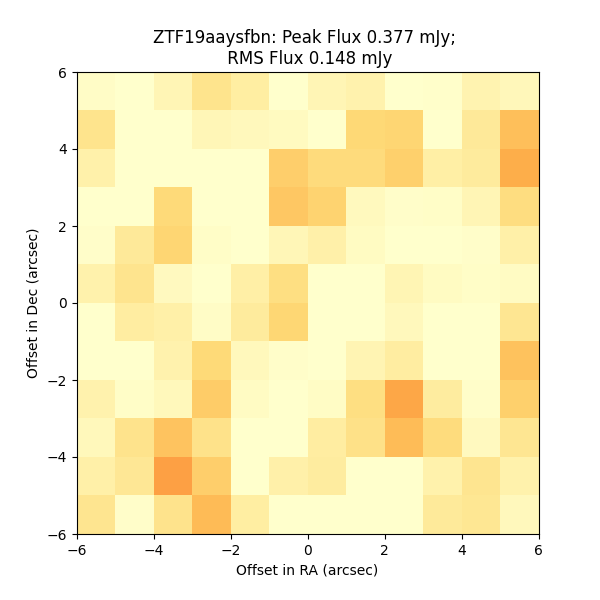 ZTF19aaysfbn: Peak Flux 0.377 mJy;
RMS Flux 0.148 mJy
6
4
2
0
−2
−4
−6
Offset in Dec (arcsec)
−6 −4 −2 0 2 4 6
Offset in RA (arcsec)